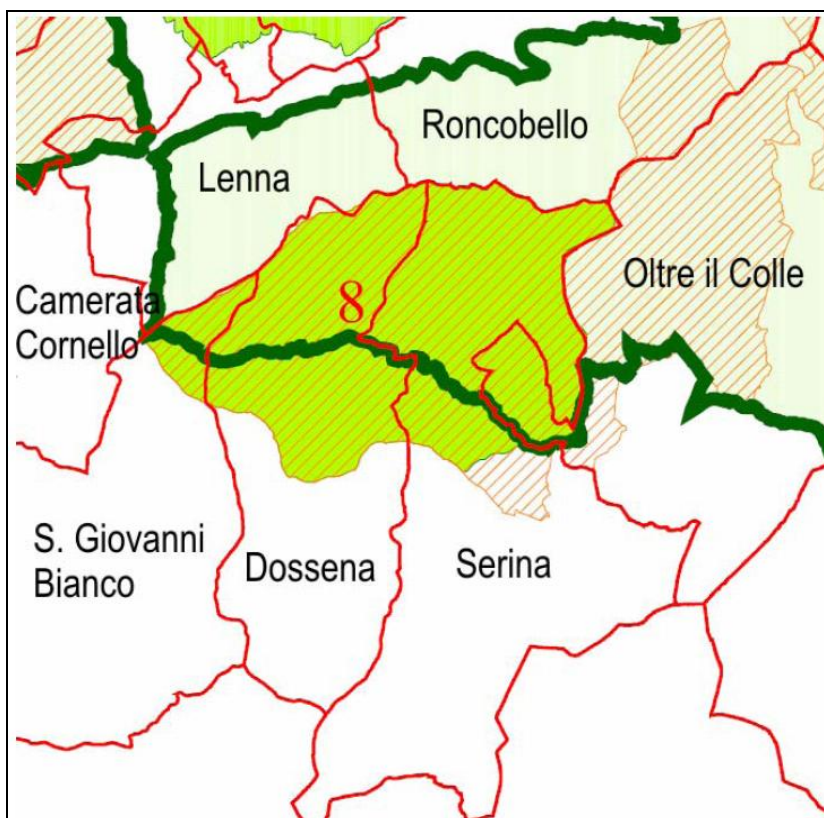 Roncobello
Lenna
Oltre il Colle
Camerata
Cornello
8
S. Giovanni
Bianco
Dossena
Serina